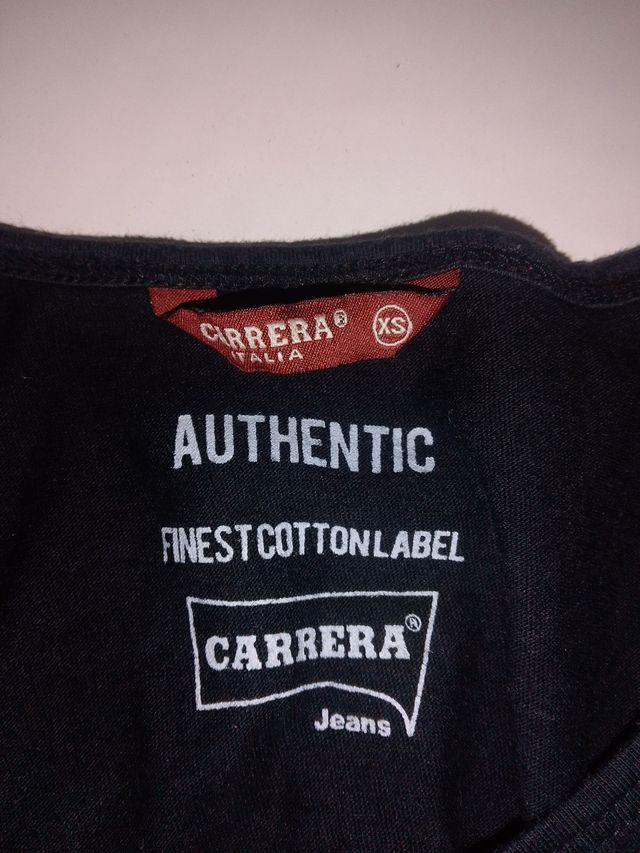 CARRERA® XS
ITALIA
AUTHENTIC
FINEST COTTON LABEL
CARRERA®
Jeans